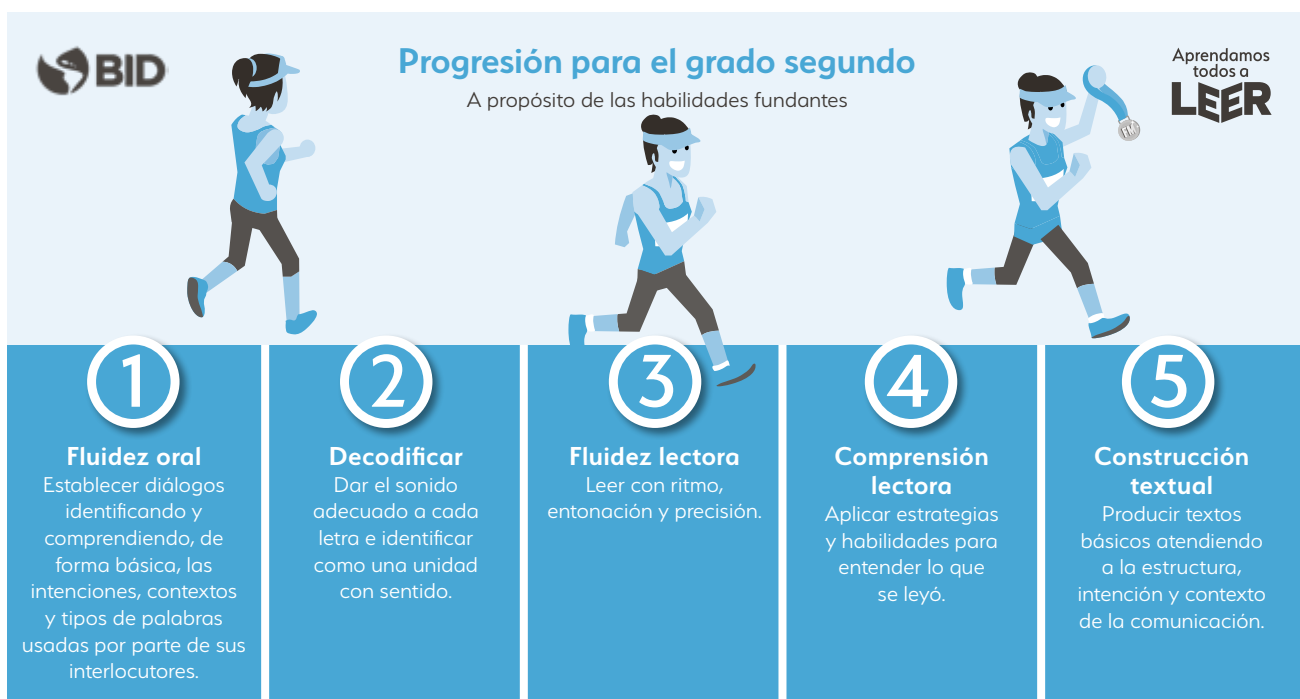 BID
Progresión para el grado segundo
A propósito de las habilidades fundantes
Aprendamos
todos a
LEER
FM
1
Fluidez oral
Establecer diálogos
identificando y
comprendiendo, de
forma básica, las
intenciones, contextos
y tipos de palabras
usadas por parte de sus
interlocutores.
2
Decodificar
Dar el sonido
adecuado a cada
letra e identificar
como una unidad
con sentido.
3
Fluidez lectora
Leer con ritmo,
entonación y precisión.
4
Comprensión
lectora
Aplicar estrategias
y habilidades para
entender lo que
se leyó.
5
Construcción
textual
Producir textos
básicos atendiendo
a la estructura,
intención y contexto
de la comunicación.